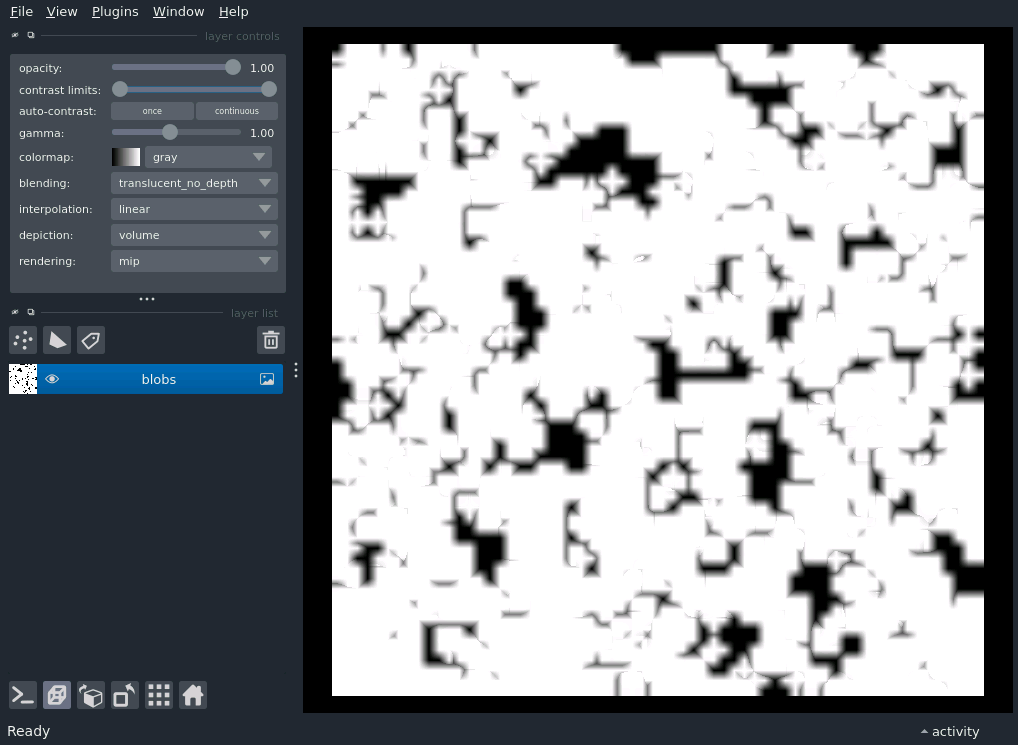 File View Plugins Window Help
layer controls
opacity: 1.00
contrast limits:
auto-contrast: once continuous
gamma: 1.00
colormap: gray
blending: translucent_no_depth
interpolation: linear
depiction: volume
rendering: mip
layer list
blobs
Ready activity